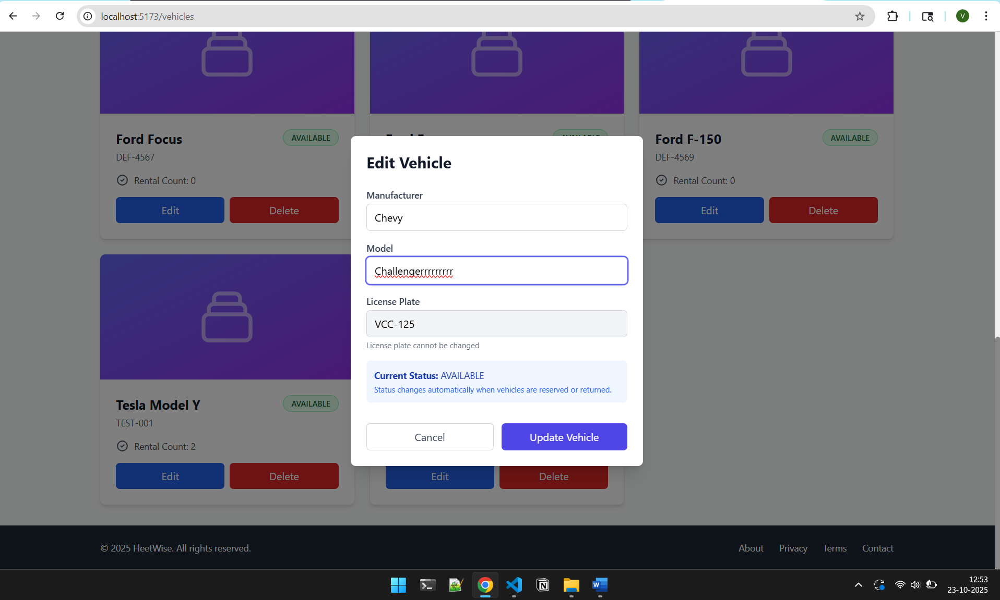 localhost:5173/vehicles
V
Ford Focus
AVAILABLE
DEF-4567
Rental Count: 0
Edit
Delete
Ford F-150
AVAILABLE
DEF-4569
Rental Count: 0
Edit
Delete
Edit Vehicle
Manufacturer
Chevy
Model
Challengerrrrrrrrr
License Plate
VCC-125
License plate cannot be changed
Current Status: AVAILABLE
Status changes automatically when vehicles are reserved or returned.
Cancel
Update Vehicle
Tesla Model Y
AVAILABLE
TEST-001
Rental Count: 2
Edit
Delete
Edit
Delete
© 2025 FleetWise. All rights reserved.
About
Privacy
Terms
Contact
12:53
23-10-2025